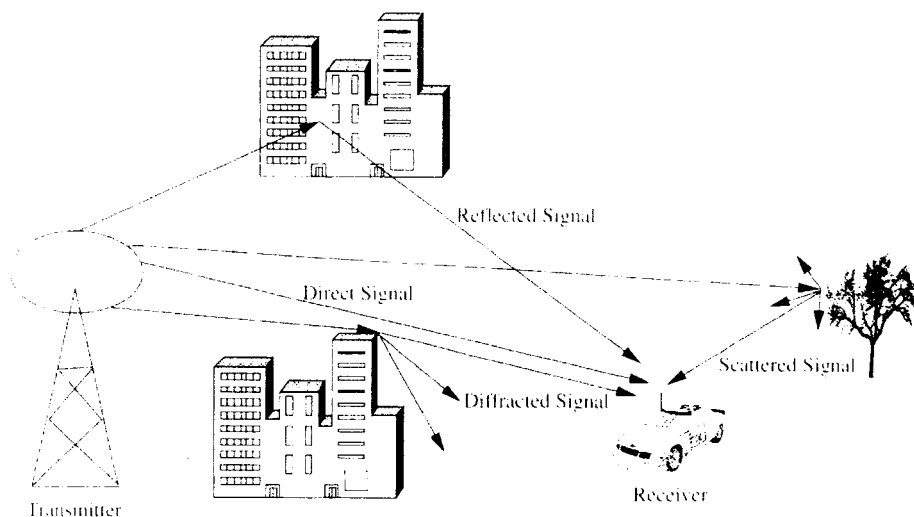 Reflected Signal
Direct Signal
Scattered Signal
Diffracted Signal
Receiver
Transmitter